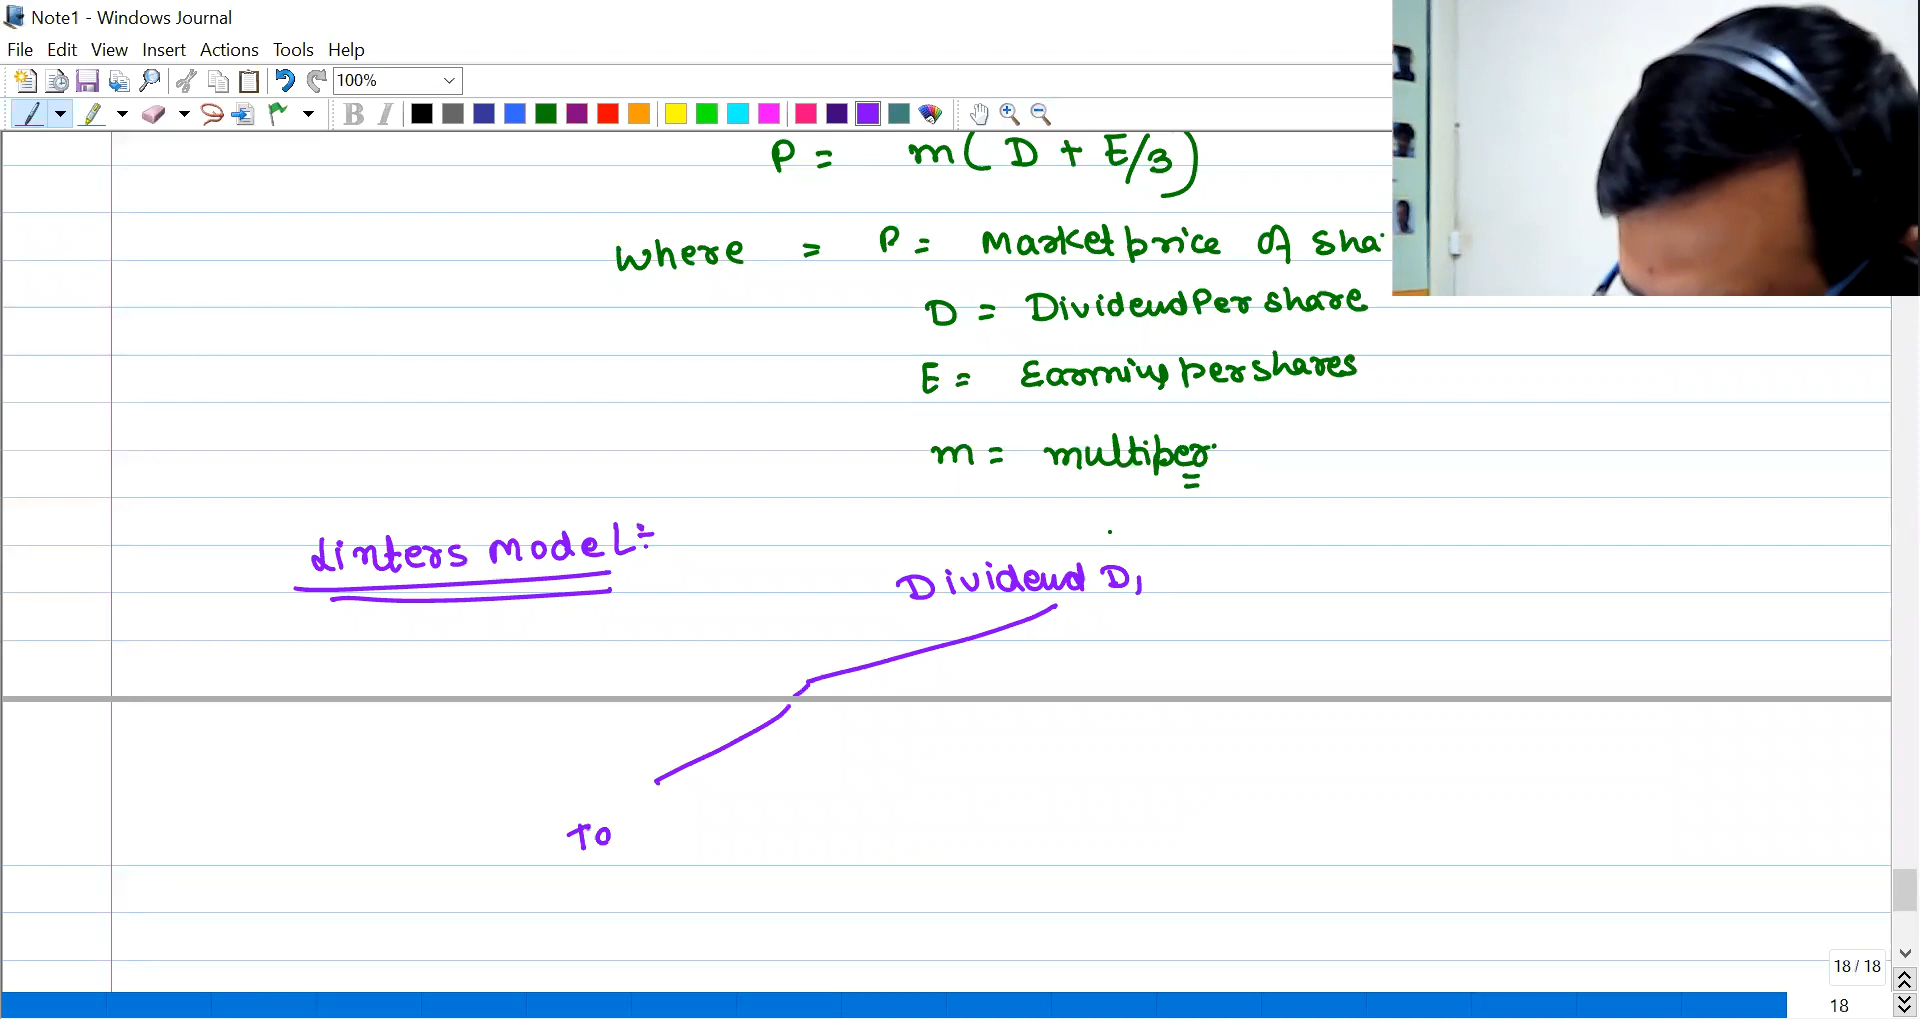 Note1 - Windows Journal
File Edit View Insert Actions Tools Help
100%
B I
P = m( D + E/3)
where = P = Market price of sha
D = Dividend Per share
E = Earning per shares
m = multiper
Linters model:-
Dividend D1
To
18 / 18
18